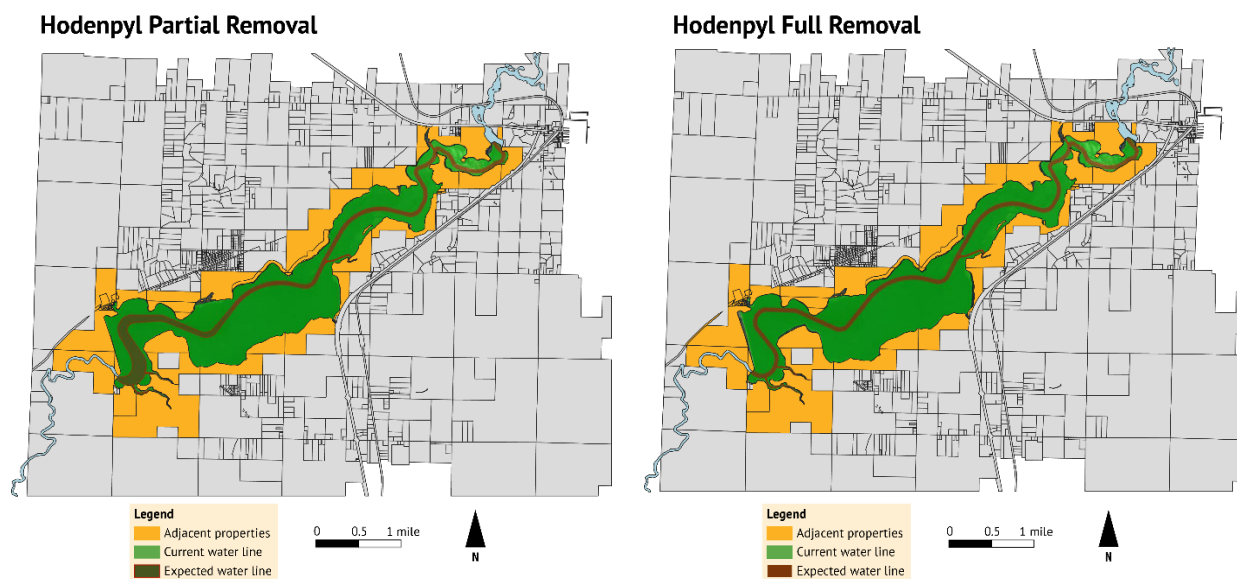 Hodenpyl Partial Removal
Hodenpyl Full Removal
Legend
Adjacent properties
Current water line
Expected water line
0 0.5 1 mile
N
Legend
Adjacent properties
Current water line
Expected water line
0 0.5 1 mile
N